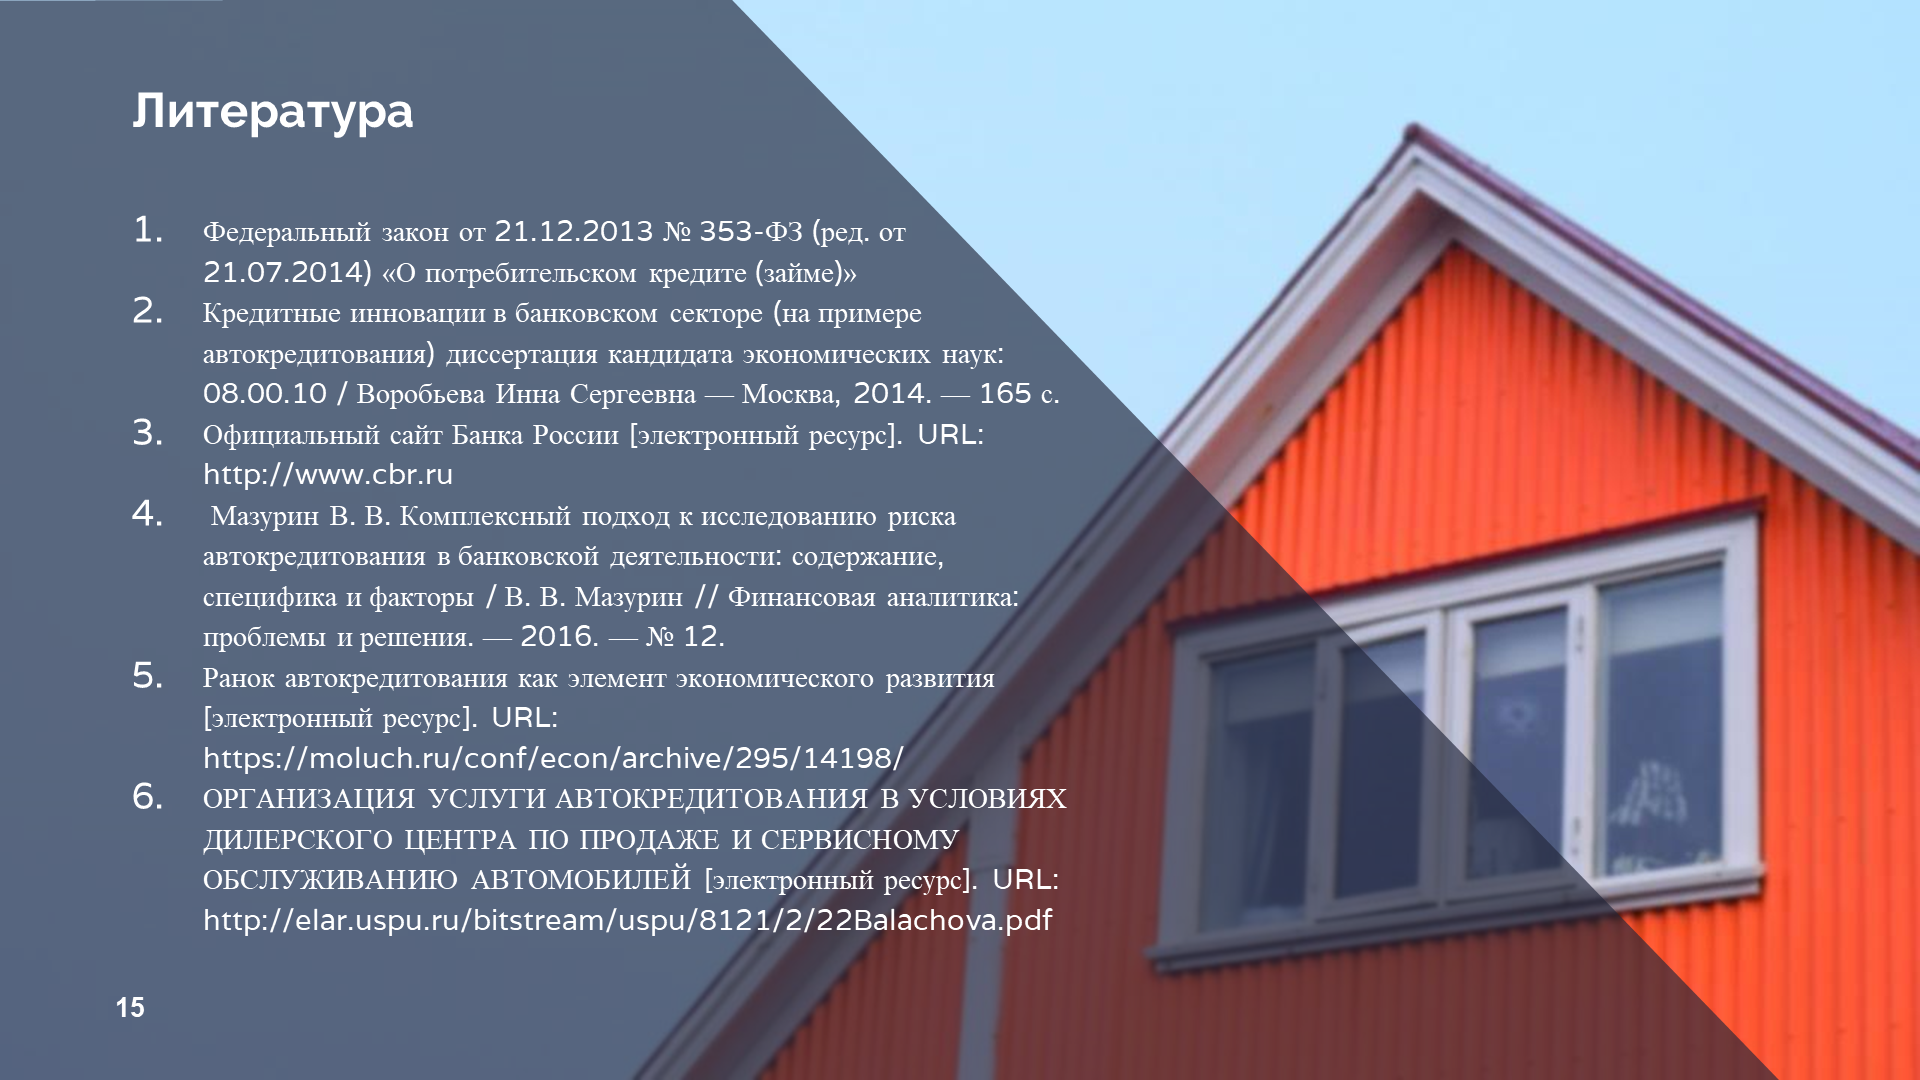 Литература
1. Федеральный закон от 21.12.2013 № 353-ФЗ (ред. от
21.07.2014) «О потребительском кредите (займе)»
2. Кредитные инновации в банковском секторе (на примере
автокредитования) диссертация кандидата экономических наук:
08.00.10 / Воробьева Инна Сергеевна — Москва, 2014. — 165 с.
3. Официальный сайт Банка России [электронный ресурс]. URL:
http://www.cbr.ru
4. Мазурин В. В. Комплексный подход к исследованию риска
автокредитования в банковской деятельности: содержание,
специфика и факторы / В. В. Мазурин // Финансовая аналитика:
проблемы и решения. — 2016. — № 12.
5. Ранок автокредитования как элемент экономического развития
[электронный ресурс]. URL:
https://moluch.ru/conf/econ/archive/295/14198/
6. ОРГАНИЗАЦИЯ УСЛУГИ АВТОКРЕДИТОВАНИЯ В УСЛОВИЯХ
ДИЛЕРСКОГО ЦЕНТРА ПО ПРОДАЖЕ И СЕРВИСНОМУ
ОБСЛУЖИВАНИЮ АВТОМОБИЛЕЙ [электронный ресурс]. URL:
http://elar.uspu.ru/bitstream/uspu/8121/2/22Balachova.pdf
15